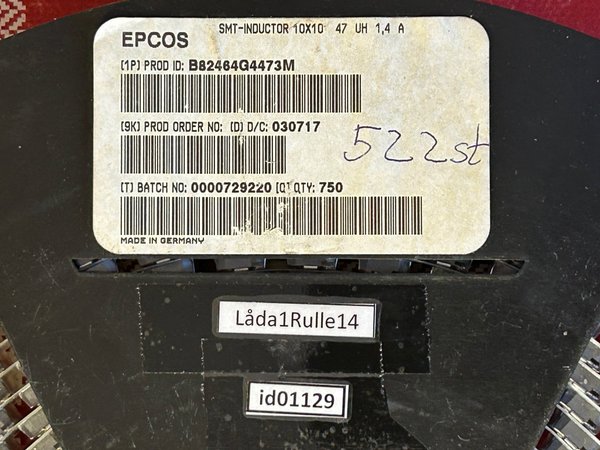 SMT-INDUCTOR 10X10 47 UH 1,4 A
EPCOS
[1P] PROD ID: B82464G4473M
[9K] PROD ORDER NO: [D] D/C: 030717
522st
[T] BATCH NO: 0000729220 [Q] QTY: 750
MADE IN GERMANY
Låda1Rulle14
id01129